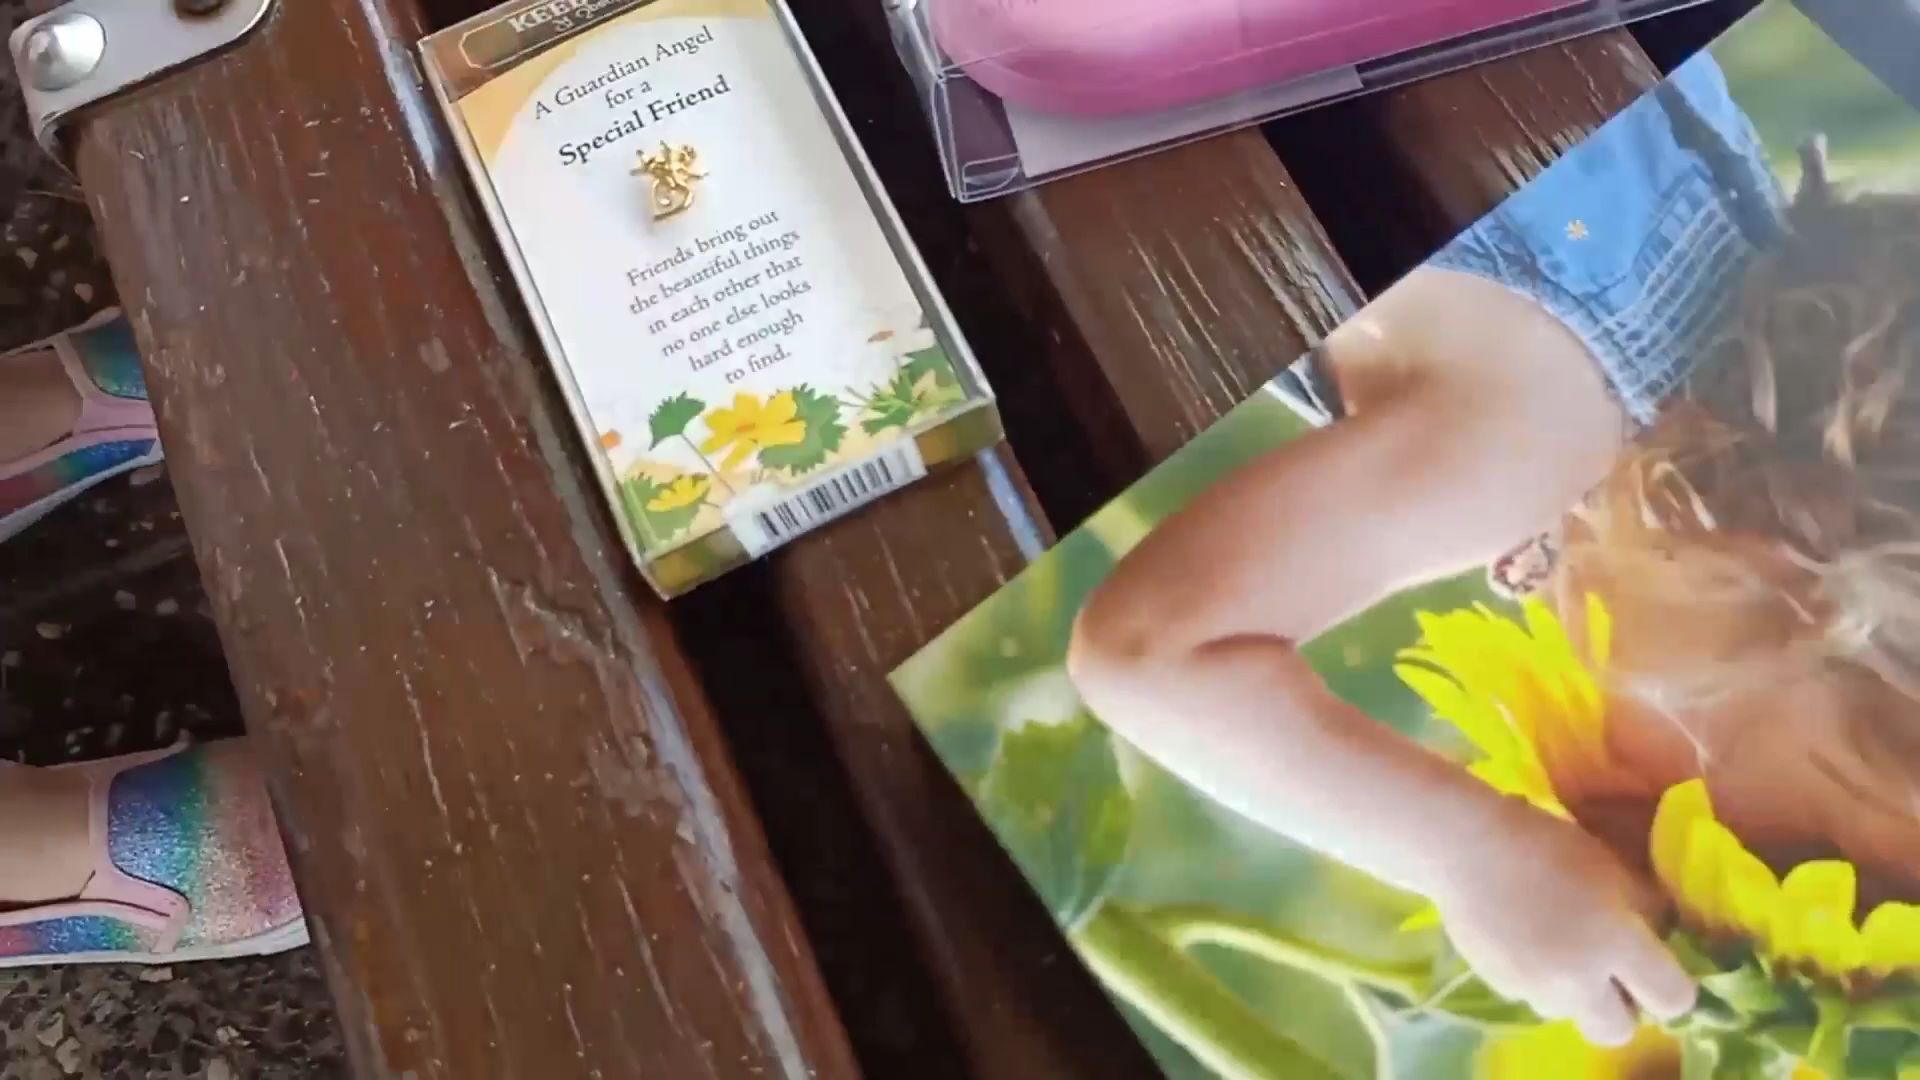 A Guardian Angel
for a
Special Friend
Friends bring out
the beautiful things
in each other that
no one else looks
hard enough
to find.